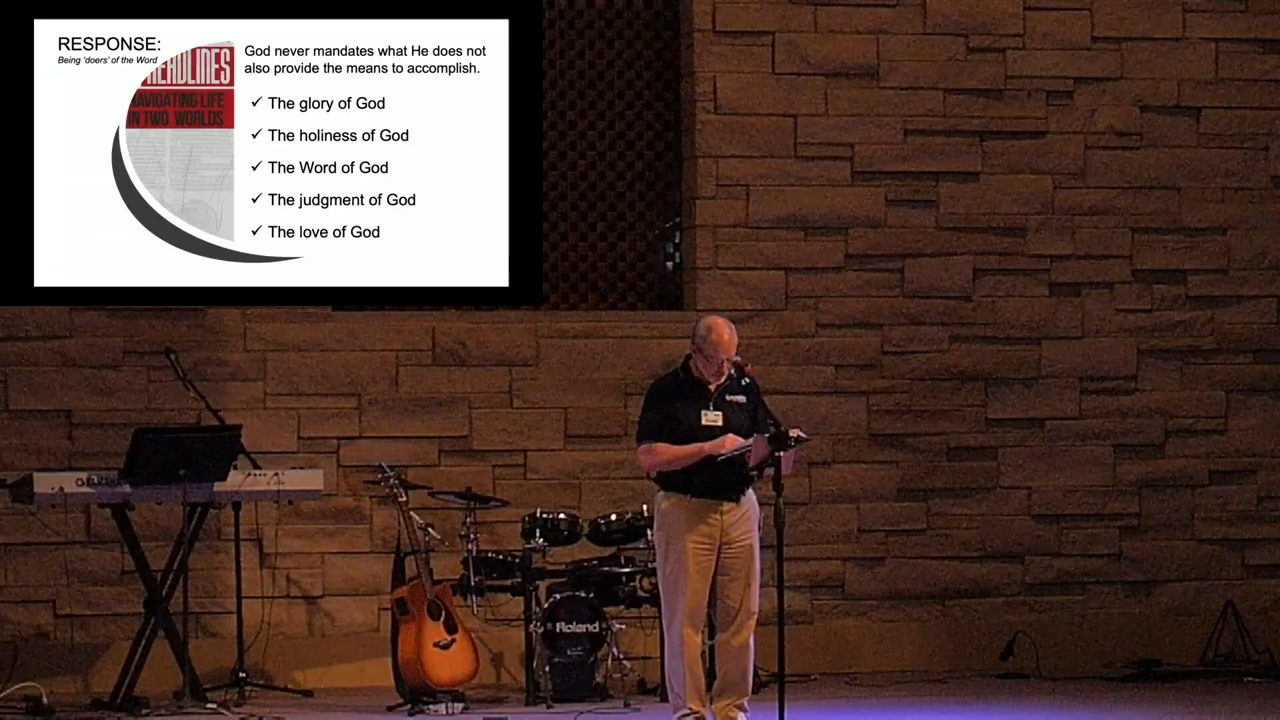 RESPONSE:
Being 'doers' of the Word
HEADLINES
NAVIGATING LIFE
IN TWO WORLDS
God never mandates what He does not
also provide the means to accomplish.
✓ The glory of God
✓ The holiness of God
✓ The Word of God
✓ The judgment of God
✓ The love of God
YAMAHA
Roland